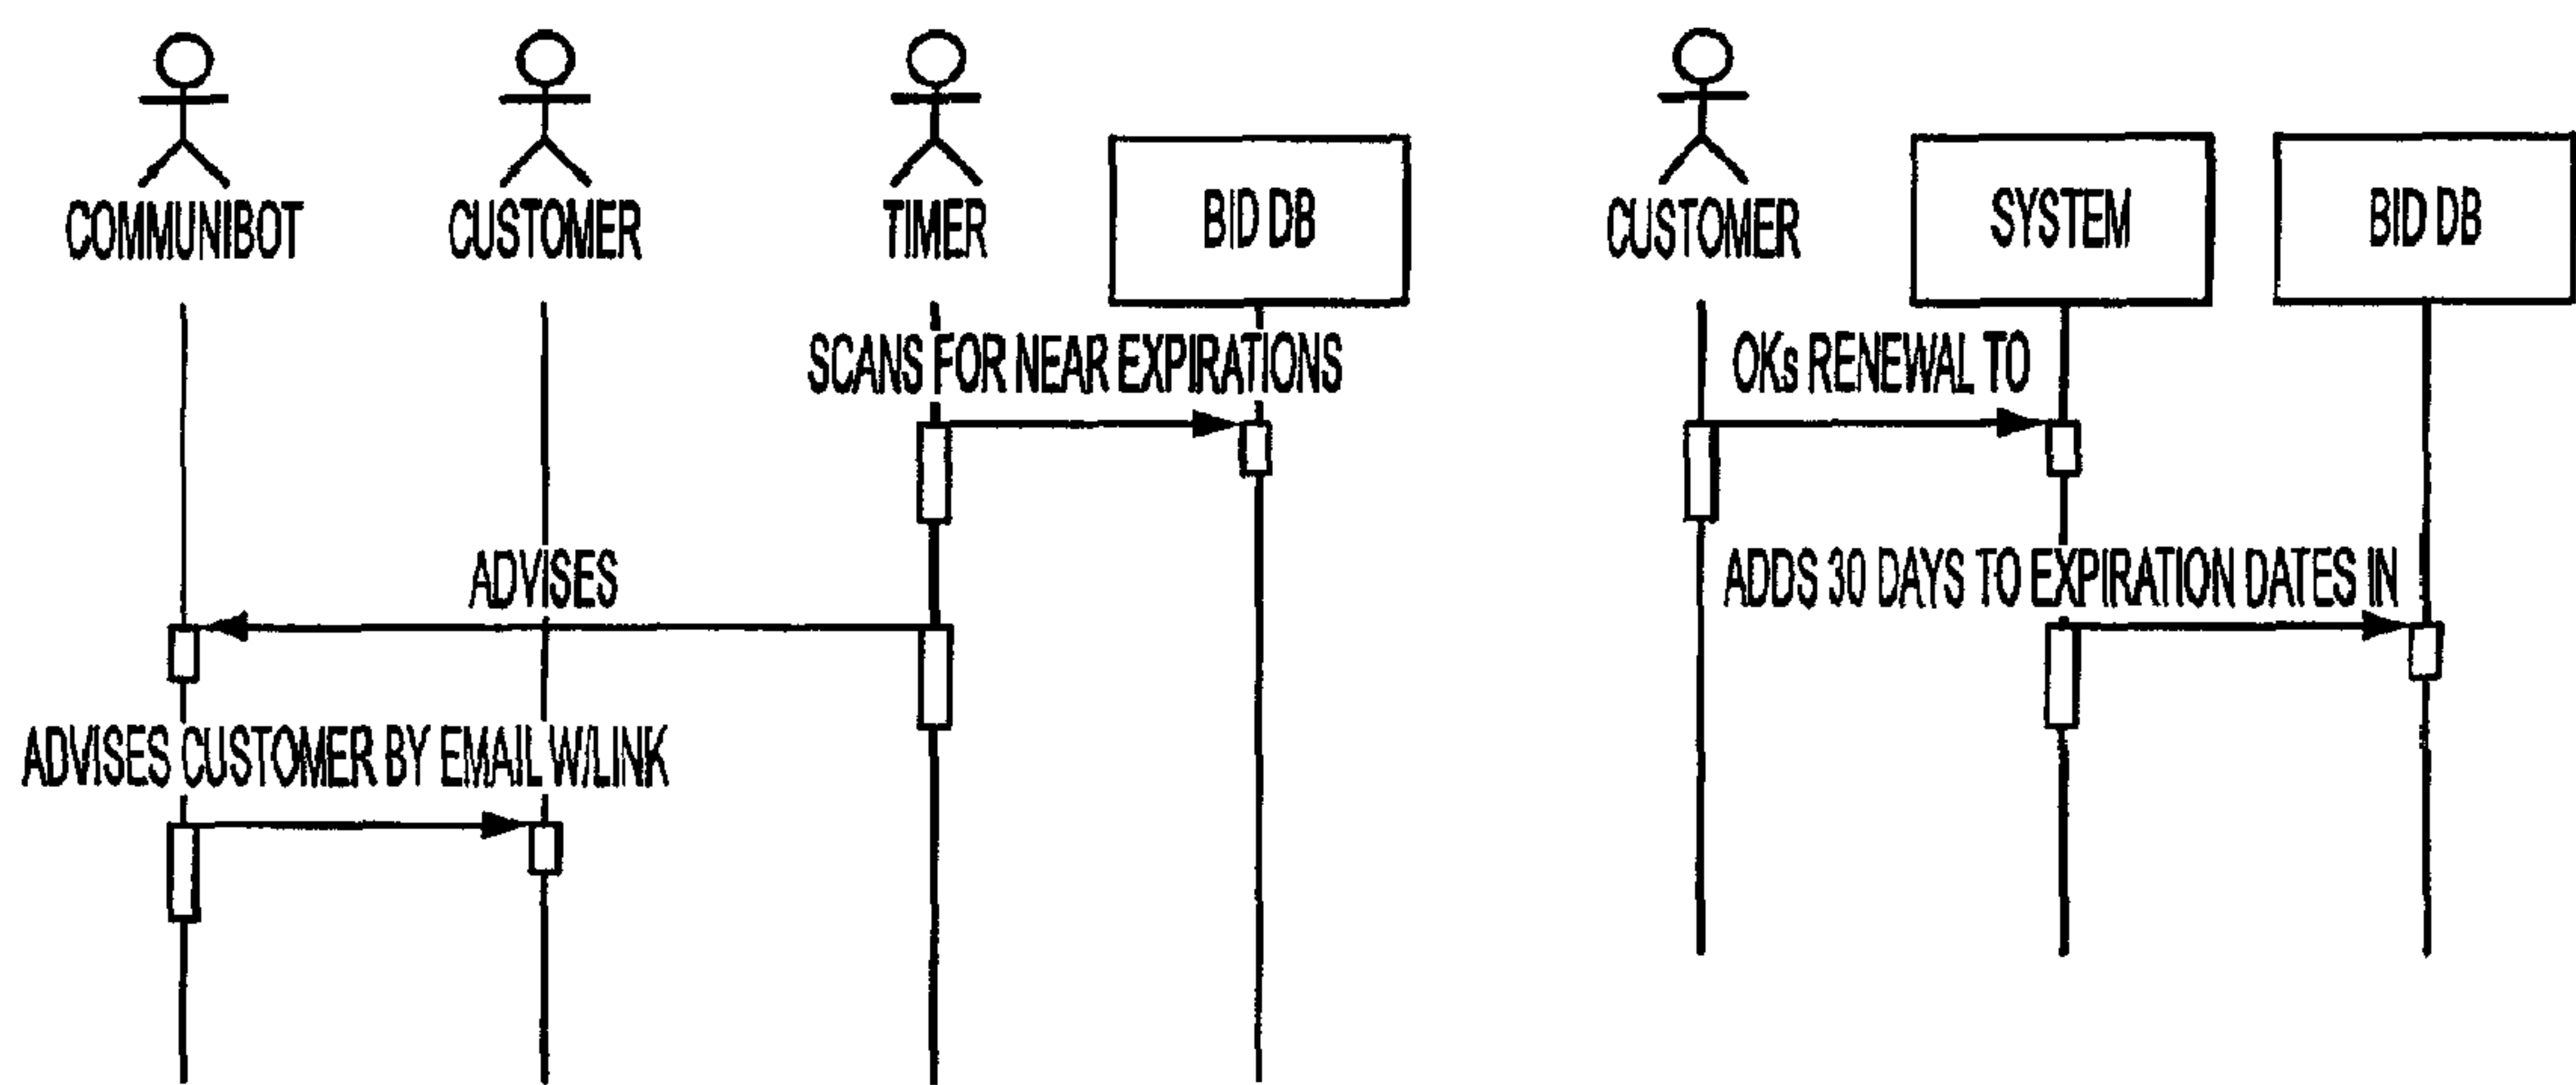 COMMUNIBOT
CUSTOMER
TIMER
BID DB
SCANS FOR NEAR EXPIRATIONS
ADVISES
ADVISES CUSTOMER BY EMAIL W/LINK
CUSTOMER
SYSTEM
BID DB
OKs RENEWAL TO
ADDS 30 DAYS TO EXPIRATION DATES IN